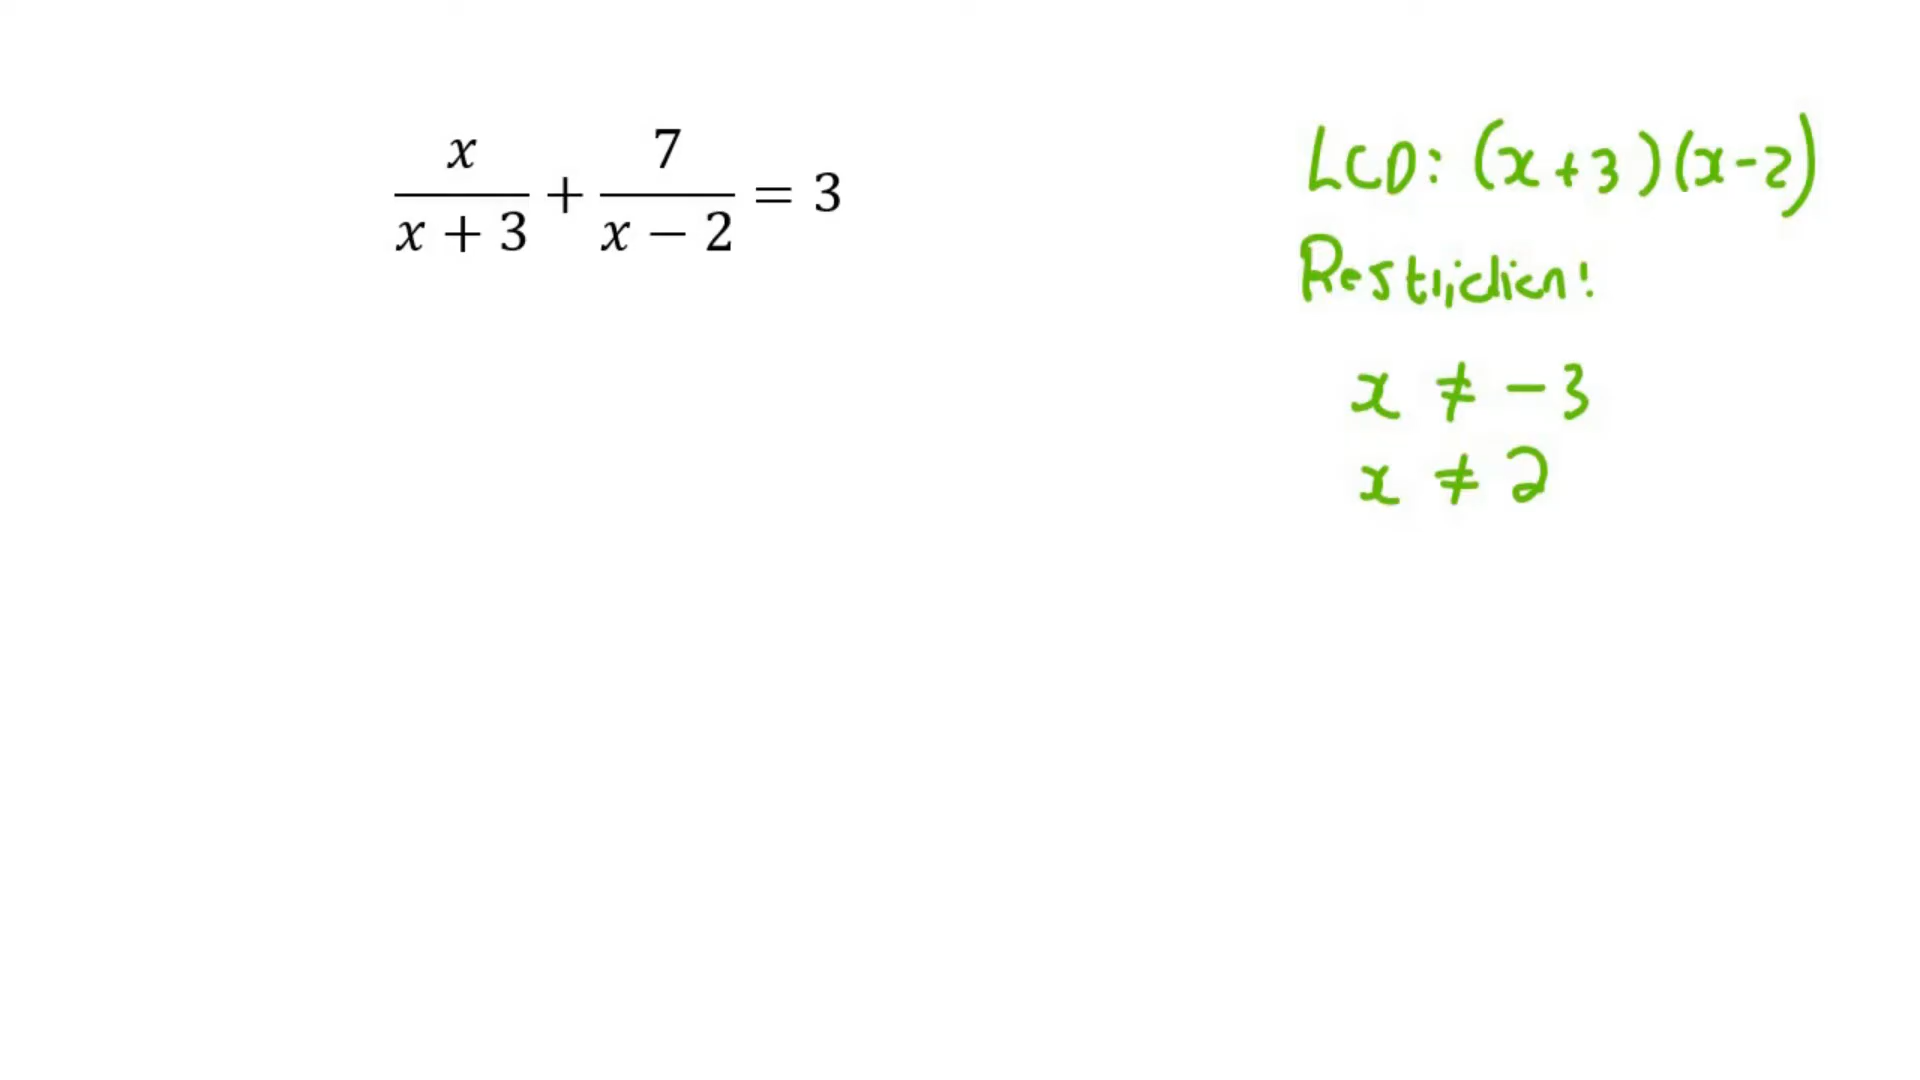 x/(x + 3) + 7/(x − 2) = 3
LCD: (x+3)(x-2)
Restriction:
x ≠ -3
x ≠ 2